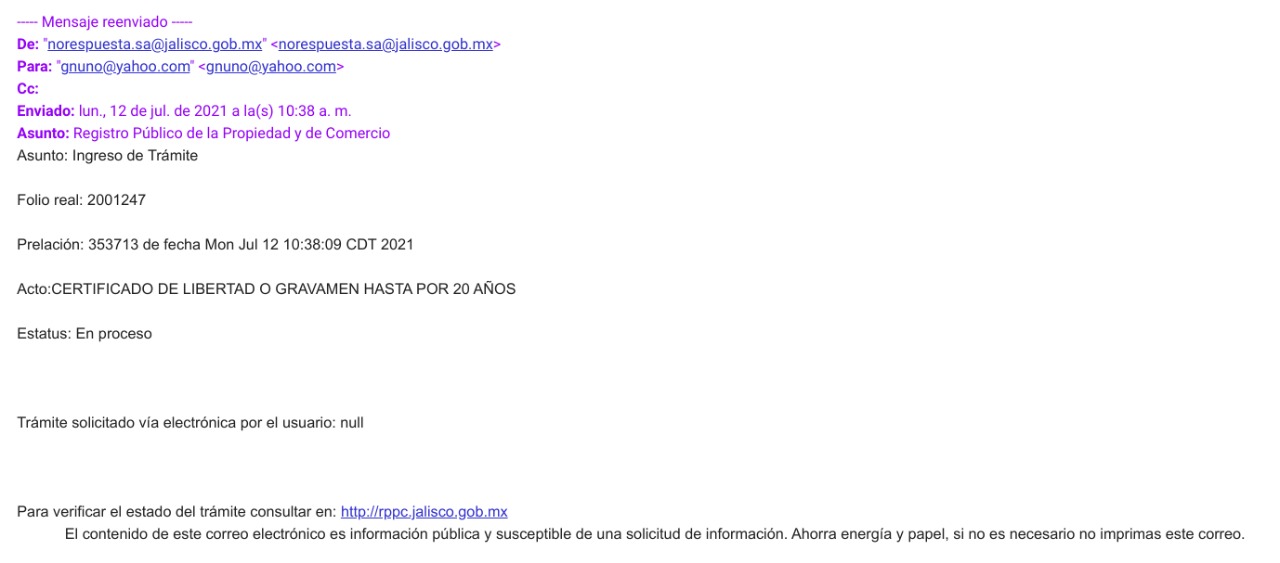 ----- Mensaje reenviado -----
De: "norespuesta.sa@jalisco.gob.mx" <norespuesta.sa@jalisco.gob.mx>
Para: "gnuno@yahoo.com" <gnuno@yahoo.com>
Cc:
Enviado: lun., 12 de jul. de 2021 a la(s) 10:38 a. m.
Asunto: Registro Público de la Propiedad y de Comercio
Asunto: Ingreso de Trámite
Folio real: 2001247
Prelación: 353713 de fecha Mon Jul 12 10:38:09 CDT 2021
Acto:CERTIFICADO DE LIBERTAD O GRAVAMEN HASTA POR 20 AÑOS
Estatus: En proceso
Trámite solicitado vía electrónica por el usuario: null
Para verificar el estado del trámite consultar en: http://rppc.jalisco.gob.mx
El contenido de este correo electrónico es información pública y susceptible de una solicitud de información. Ahorra energía y papel, si no es necesario no imprimas este correo.